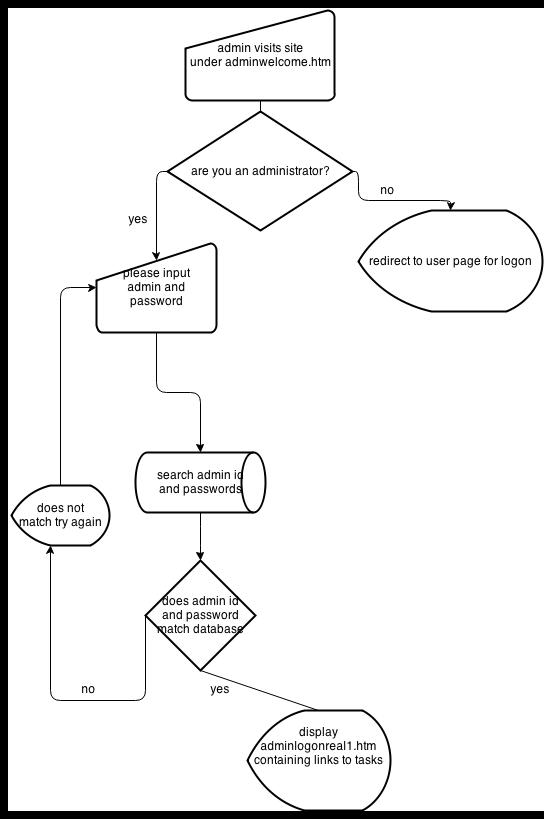 admin visits site
under adminwelcome.htm
are you an administrator?
no
yes
redirect to user page for logon
please input
admin and
password
search admin id
and passwords
does not
match try again
does admin id
and password
match database
no
yes
display
adminlogonreal1.htm
containing links to tasks